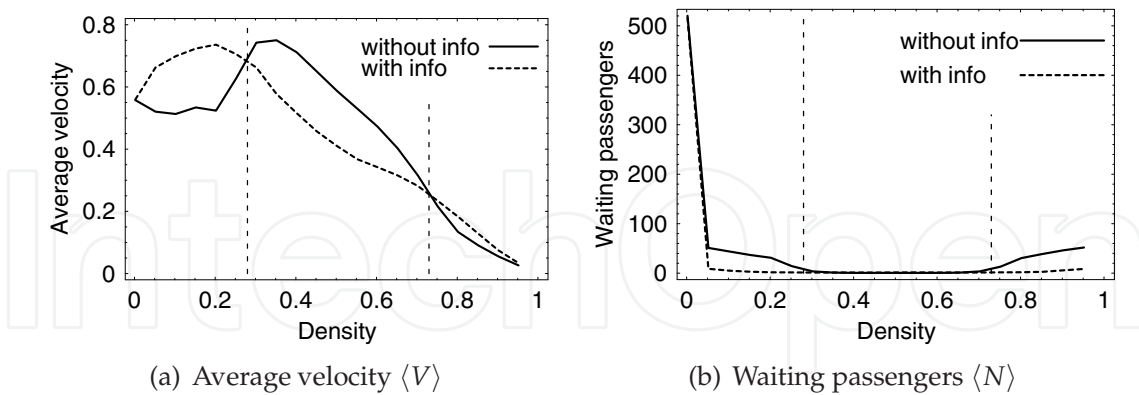 0.8
0.6
0.4
0.2
0
Average velocity
without info
with info
0 0.2 0.4 0.6 0.8 1
Density
(a) Average velocity ⟨V⟩
500
400
300
200
100
0
Waiting passengers
without info
with info
0 0.2 0.4 0.6 0.8 1
Density
(b) Waiting passengers ⟨N⟩
IntechOpen